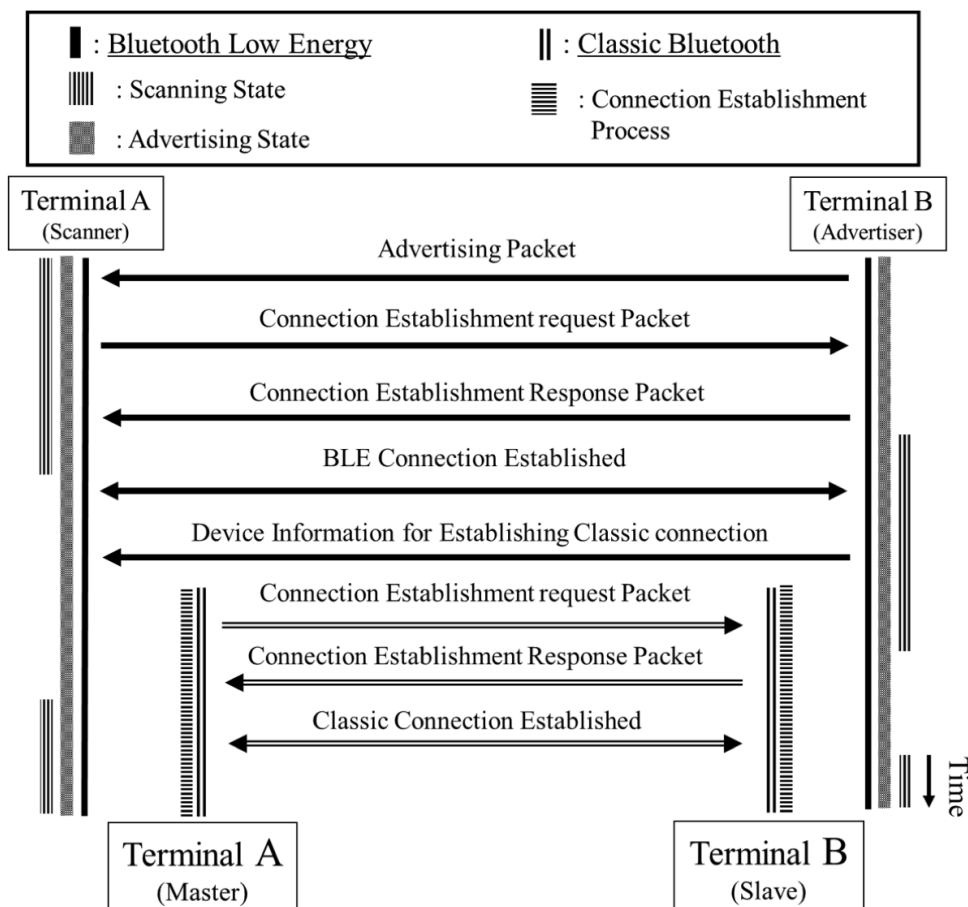 : Bluetooth Low Energy
: Classic Bluetooth
: Scanning State
: Connection Establishment
Process
: Advertising State
Terminal A
(Scanner)
Terminal B
(Advertiser)
Advertising Packet
Connection Establishment request Packet
Connection Establishment Response Packet
BLE Connection Established
Device Information for Establishing Classic connection
Connection Establishment request Packet
Connection Establishment Response Packet
Classic Connection Established
Time
Terminal A
(Master)
Terminal B
(Slave)